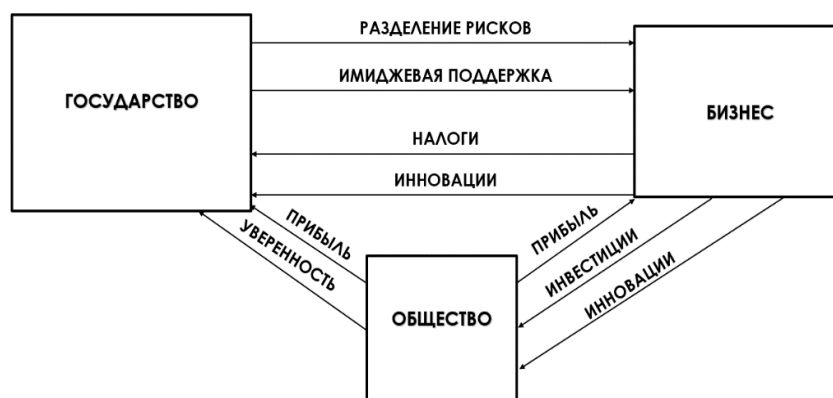 РАЗДЕЛЕНИЕ РИСКОВ
ИМИДЖЕВАЯ ПОДДЕРЖКА
ГОСУДАРСТВО
БИЗНЕС
НАЛОГИ
ИННОВАЦИИ
ПРИБЫЛЬ
УВЕРЕННОСТЬ
ПРИБЫЛЬ
ИНВЕСТИЦИИ
ИННОВАЦИИ
ОБЩЕСТВО